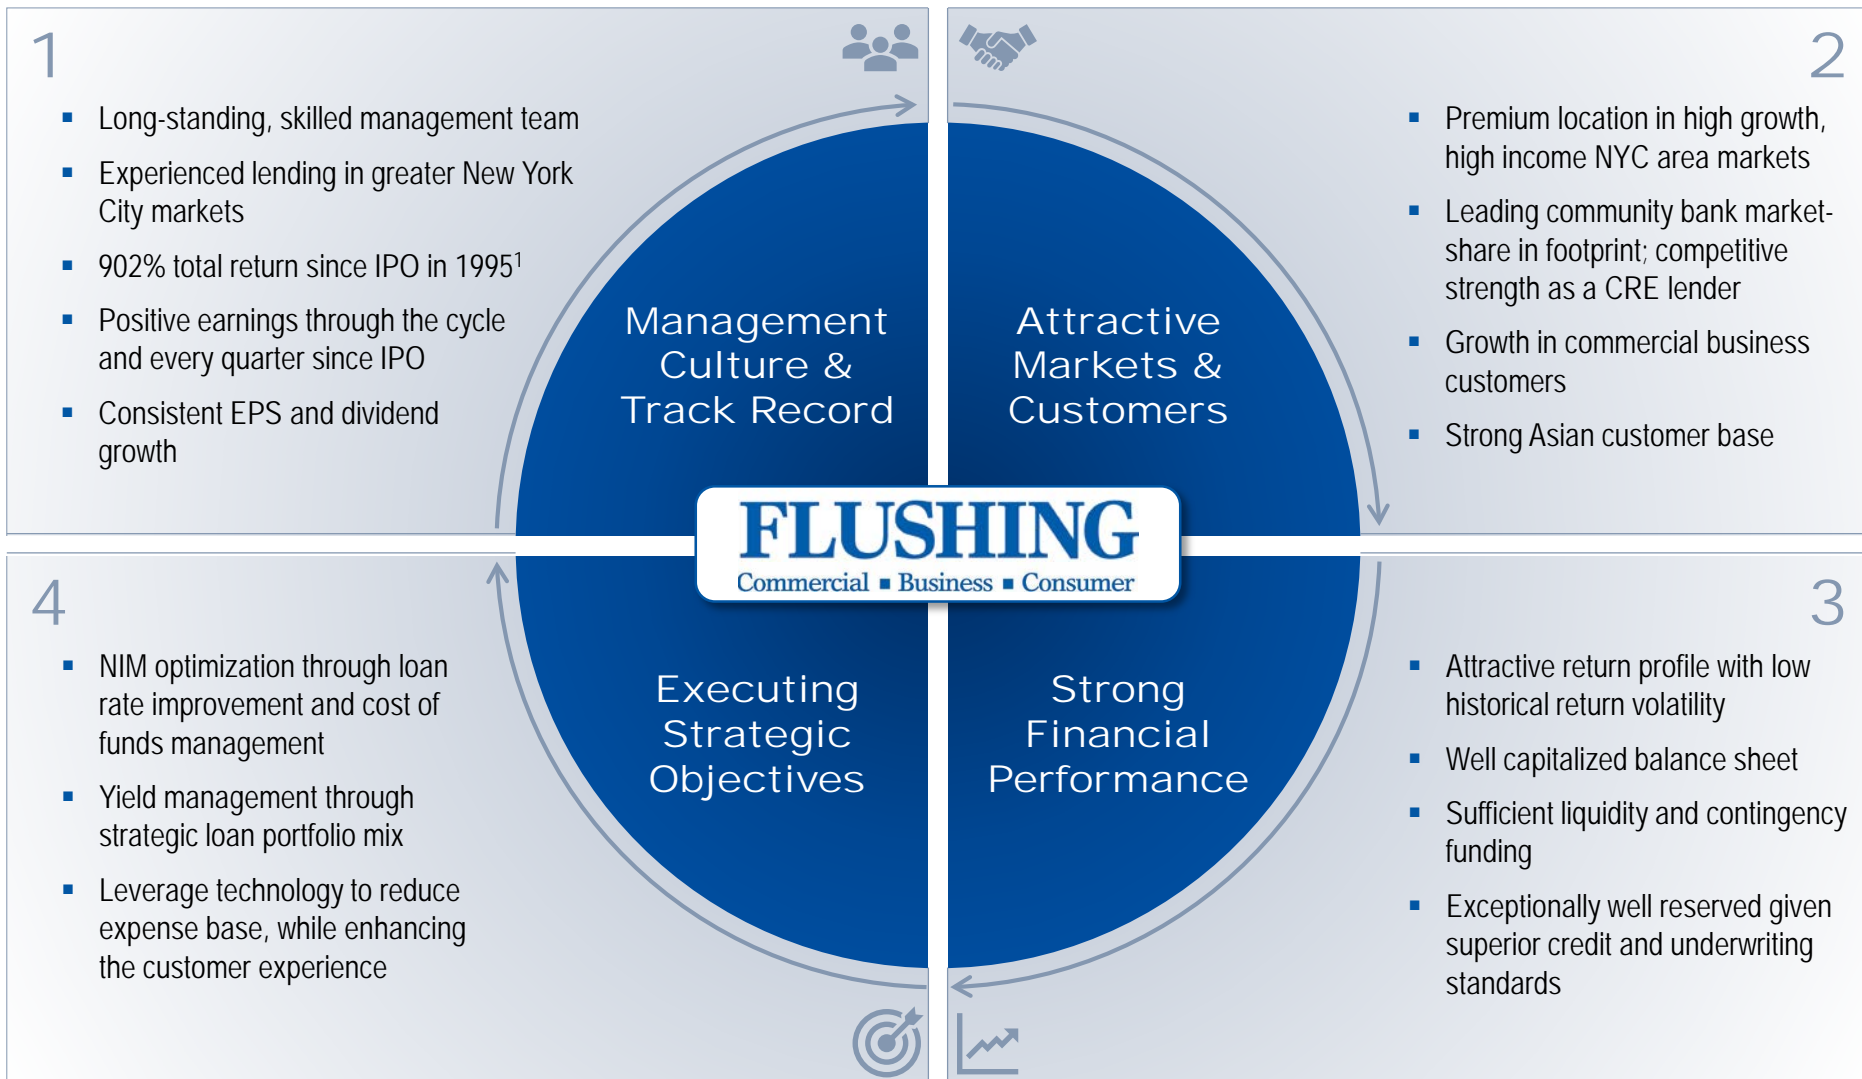 1
▪ Long-standing, skilled management team
▪ Experienced lending in greater New York
City markets
▪ 902% total return since IPO in 1995¹
▪ Positive earnings through the cycle
and every quarter since IPO
▪ Consistent EPS and dividend
growth
Management
Culture &
Track Record
2
▪ Premium location in high growth,
high income NYC area markets
▪ Leading community bank market-
share in footprint; competitive
strength as a CRE lender
▪ Growth in commercial business
customers
▪ Strong Asian customer base
Attractive
Markets &
Customers
FLUSHING
Commercial ▪ Business ▪ Consumer
3
▪ Attractive return profile with low
historical return volatility
▪ Well capitalized balance sheet
▪ Sufficient liquidity and contingency
funding
▪ Exceptionally well reserved given
superior credit and underwriting
standards
Strong
Financial
Performance
4
▪ NIM optimization through loan
rate improvement and cost of
funds management
▪ Yield management through
strategic loan portfolio mix
▪ Leverage technology to reduce
expense base, while enhancing
the customer experience
Executing
Strategic
Objectives